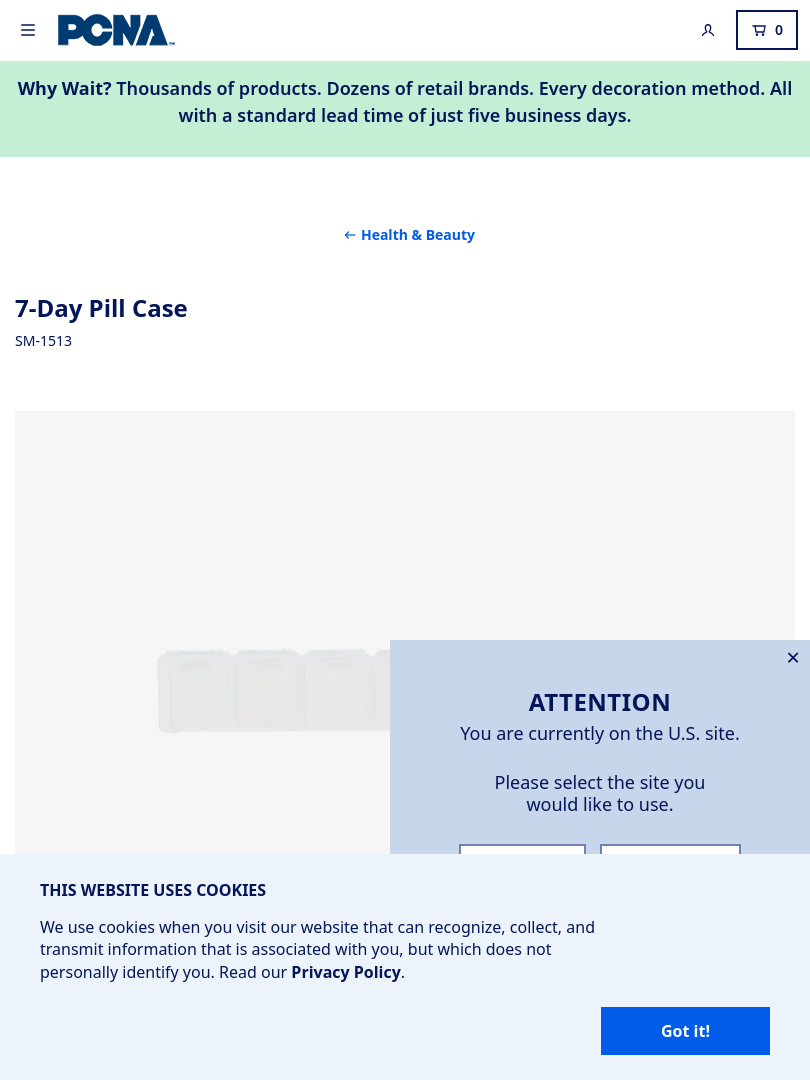 PCNA
0
Why Wait? Thousands of products. Dozens of retail brands. Every decoration method. All
with a standard lead time of just five business days.
← Health & Beauty
7-Day Pill Case
SM-1513
ATTENTION
You are currently on the U.S. site.
Please select the site you
would like to use.
THIS WEBSITE USES COOKIES
We use cookies when you visit our website that can recognize, collect, and
transmit information that is associated with you, but which does not
personally identify you. Read our Privacy Policy.
Got it!